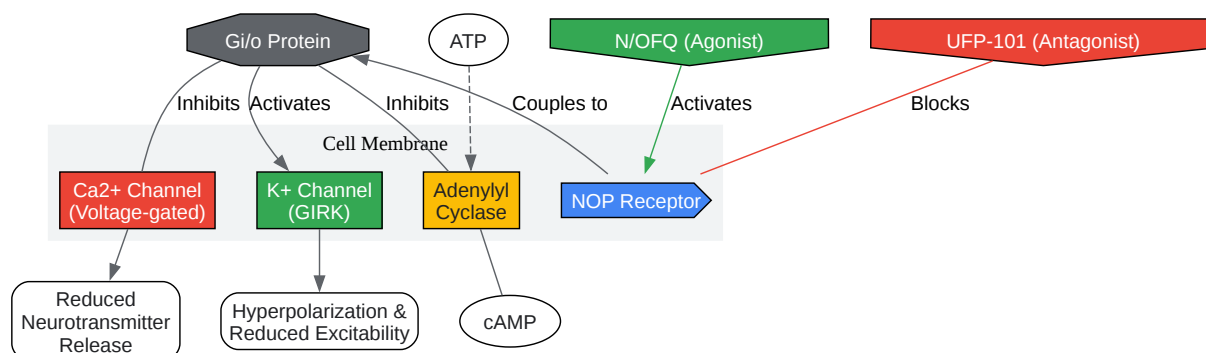 Gi/o Protein
ATP
N/OFQ (Agonist)
UFP-101 (Antagonist)
Inhibits
Activates
Inhibits
Couples to
Activates
Blocks
Cell Membrane
Ca2+ Channel
(Voltage-gated)
K+ Channel
(GIRK)
Adenylyl
Cyclase
NOP Receptor
Reduced
Neurotransmitter
Release
Hyperpolarization &
Reduced Excitability
cAMP